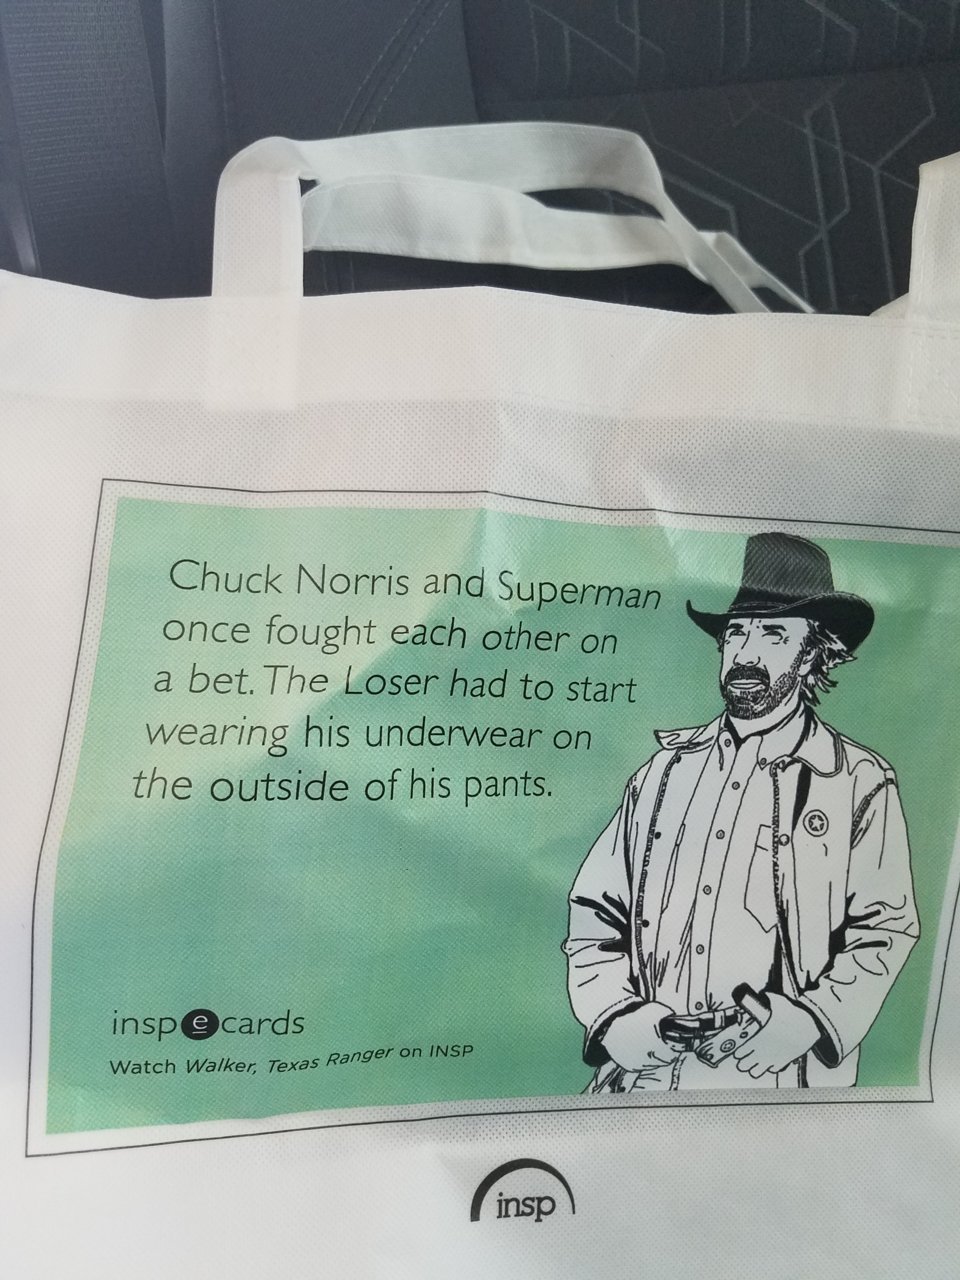 Chuck Norris and Superman
once fought each other on
a bet. The Loser had to start
wearing his underwear on
the outside of his pants.
inspecards
Watch Walker, Texas Ranger on INSP
insp